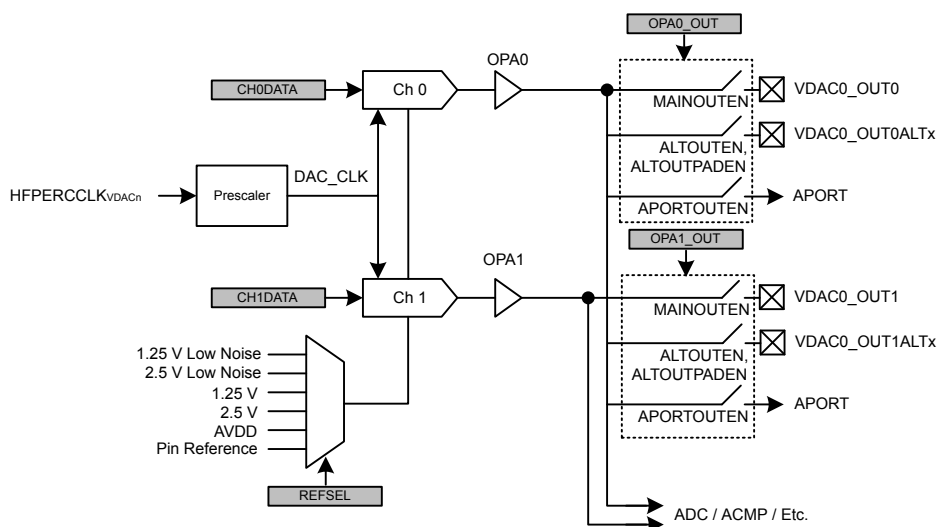 OPA0_OUT
OPA0
CH0DATA
Ch 0
MAINOUTEN
VDAC0_OUT0
ALTOUTEN,
ALTOUTPADEN
VDAC0_OUT0ALTx
HFPERCCLKVDACn
Prescaler
DAC_CLK
APORTOUTEN
APORT
OPA1_OUT
OPA1
CH1DATA
Ch 1
MAINOUTEN
VDAC0_OUT1
ALTOUTEN,
ALTOUTPADEN
VDAC0_OUT1ALTx
1.25 V Low Noise
2.5 V Low Noise
1.25 V
2.5 V
AVDD
Pin Reference
APORTOUTEN
APORT
REFSEL
ADC / ACMP / Etc.